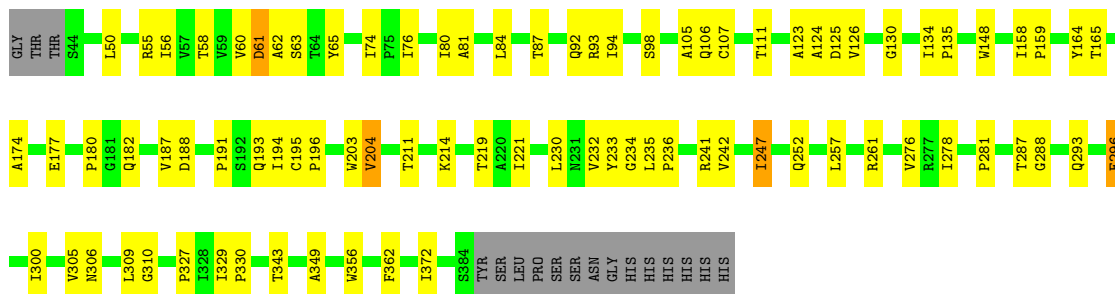 GLY THR THR S44 L50 R55 I56 V57 T58 V59 V60 D61 A62 S63 T64 Y65 I74 P75 I76 I80 A81 L84 T87 Q92 R93 I94 S98 A105 Q106 C107 T111 A123 A124 D125 V126 G130 I134 P135 W148 I158 P159 Y164 T165
A174 E177 P180 G181 Q182 V187 D188 P191 S192 Q193 I194 C195 P196 W203 V204 T211 K214 T219 A220 I221 L230 N231 V232 Y233 G234 L235 P236 R241 V242 I247 Q252 L257 R261 V276 R277 I278 P281 T287 G288 Q293
I300 V305 N306 L309 G310 P327 I328 I329 P330 T343 A349 W356 F362 I372 S384 TYR SER LEU PRO SER SER ASN GLY HIS HIS HIS HIS HIS HIS